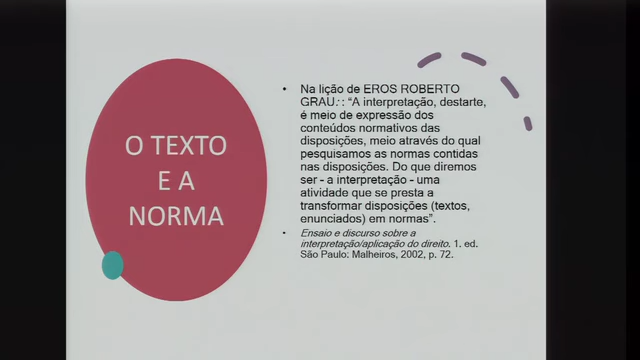 O TEXTO
E A
NORMA
• Na lição de EROS ROBERTO
GRAU.: : “A interpretação, destarte,
é meio de expressão dos
conteúdos normativos das
disposições, meio através do qual
pesquisamos as normas contidas
nas disposições. Do que diremos
ser - a interpretação - uma
atividade que se presta a
transformar disposições (textos,
enunciados) em normas”.
• Ensaio e discurso sobre a
interpretação/aplicação do direito. 1. ed.
São Paulo: Malheiros, 2002, p. 72.